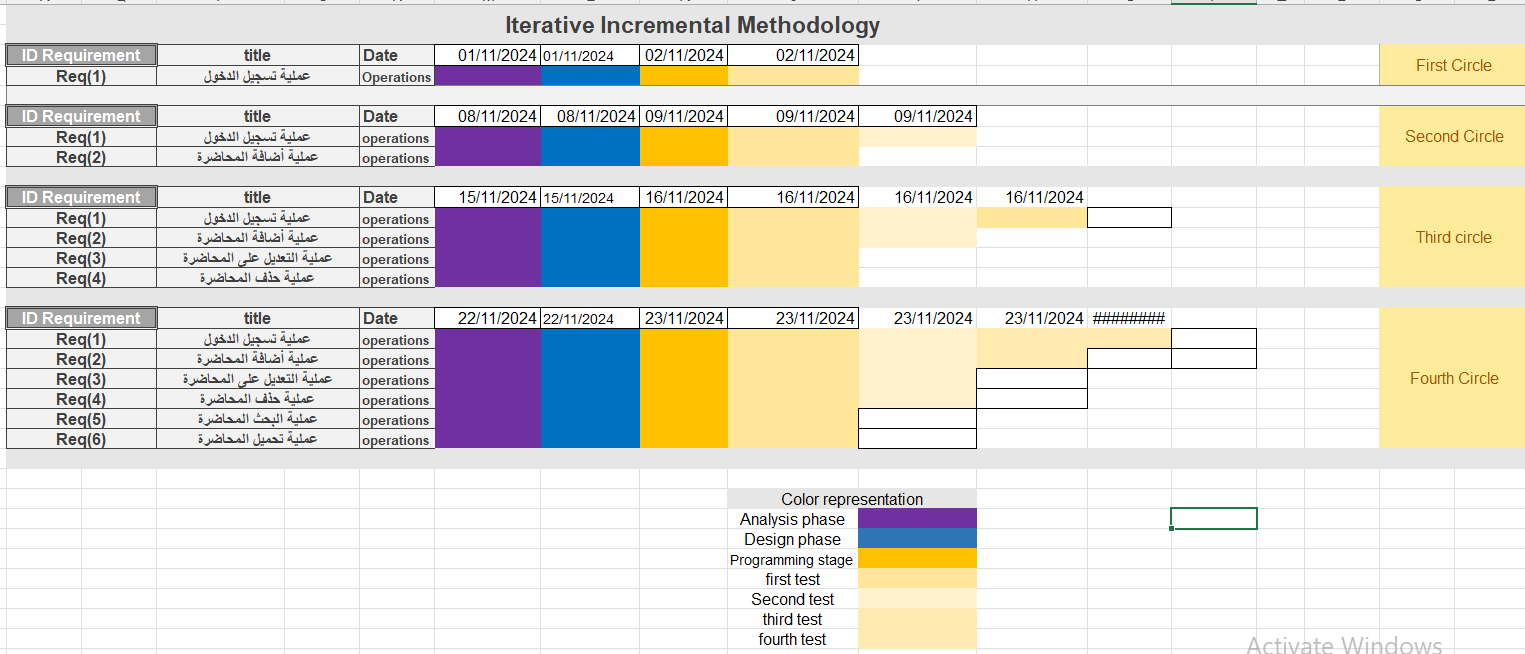 Iterative Incremental Methodology
ID Requirement title Date 01/11/2024 01/11/2024 02/11/2024 02/11/2024
Req(1) عملية تسجيل الدخول Operations
First Circle
ID Requirement title Date 08/11/2024 08/11/2024 09/11/2024 09/11/2024 09/11/2024
Req(1) عملية تسجيل الدخول operations
Second Circle
Req(2) عملية أضافة المحاضرة operations
ID Requirement title Date 15/11/2024 15/11/2024 16/11/2024 16/11/2024 16/11/2024 16/11/2024
Req(1) عملية تسجيل الدخول operations
Req(2) عملية أضافة المحاضرة operations
Third circle
Req(3) عملية التعديل على المحاضرة operations
Req(4) عملية حذف المحاضرة operations
ID Requirement title Date 22/11/2024 22/11/2024 23/11/2024 23/11/2024 23/11/2024 23/11/2024 ########
Req(1) عملية تسجيل الدخول operations
Req(2) عملية أضافة المحاضرة operations
Req(3) عملية التعديل على المحاضرة operations
Fourth Circle
Req(4) عملية حذف المحاضرة operations
Req(5) عملية البحث المحاضرة operations
Req(6) عملية تحميل المحاضرة operations
Color representation
Analysis phase
Design phase
Programming stage
first test
Second test
third test
fourth test
Activate Windows